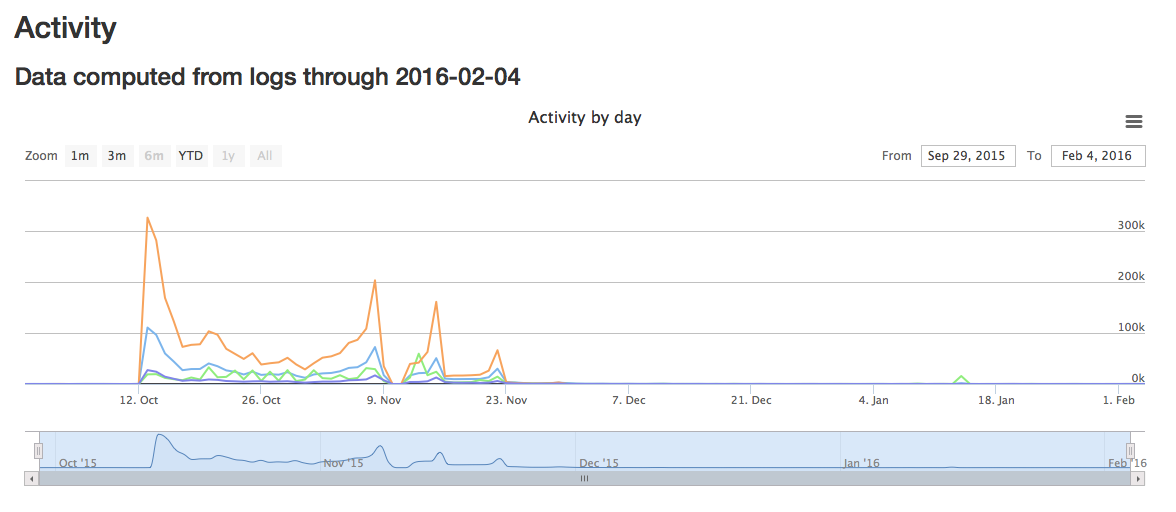 Activity
Data computed from logs through 2016-02-04
Activity by day
Zoom 1m 3m 6m YTD 1y All From Sep 29, 2015 To Feb 4, 2016
300k
200k
100k
0k
12. Oct 26. Oct 9. Nov 23. Nov 7. Dec 21. Dec 4. Jan 18. Jan 1. Feb
Oct '15 Nov '15 Dec '15 Jan '16 Feb '16